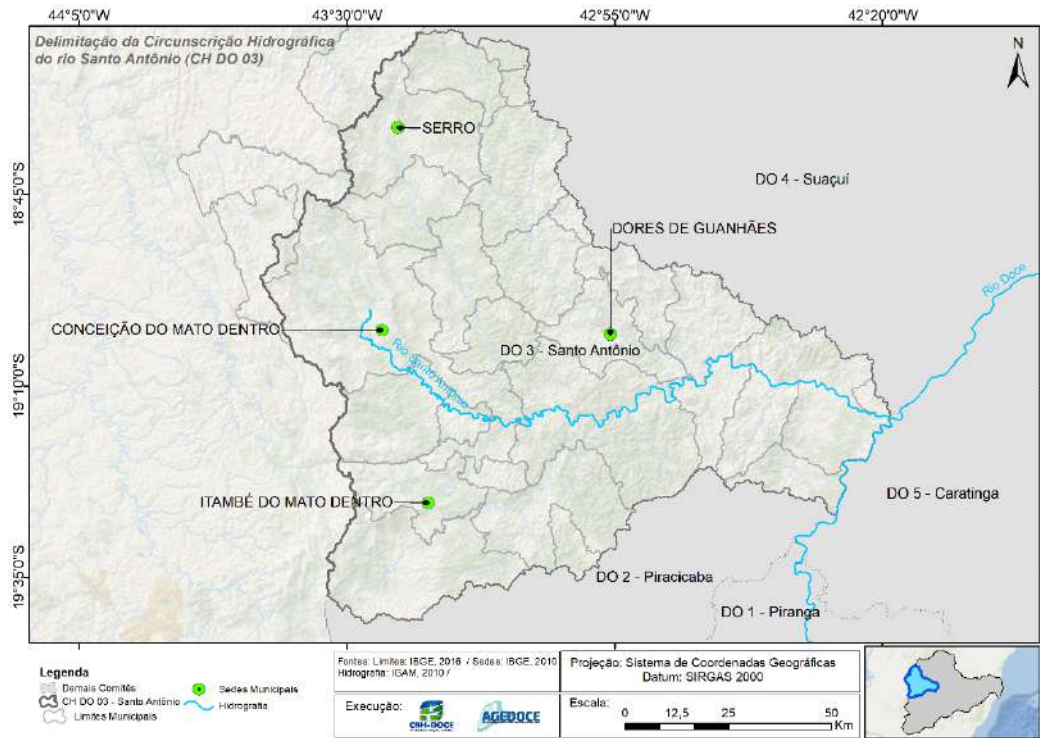 44°5'0"W
43°30'0"W
42°55'0"W
42°20'0"W
Delimitação da Circunscrição Hidrográfica
do rio Santo Antônio (CH DO 03)
N
SERRO
18°45'0"S
DO 4 - Suaçuí
DORES DE GUANHÃES
Rio Doce
CONCEIÇÃO DO MATO DENTRO
DO 3 - Santo Antônio
Rio Santo Antônio
19°10'0"S
DO 5 - Caratinga
ITAMBÉ DO MATO DENTRO
19°35'0"S
DO 2 - Piracicaba
DO 1 - Piranga
Legenda
Demais Comitês
CH DO 03 - Santo Antônio
Limites Municipais
Sedes Municipais
Hidrografia
Fontes: Limites: IBGE, 2016 / Sedes: IBGE, 2010
Hidrografia: IGAM, 2010 /
Execução:
CBH-DOCE
AGEDOCE
Projeção: Sistema de Coordenadas Geográficas
Datum: SIRGAS 2000
Escala:
0 12,5 25 50
Km